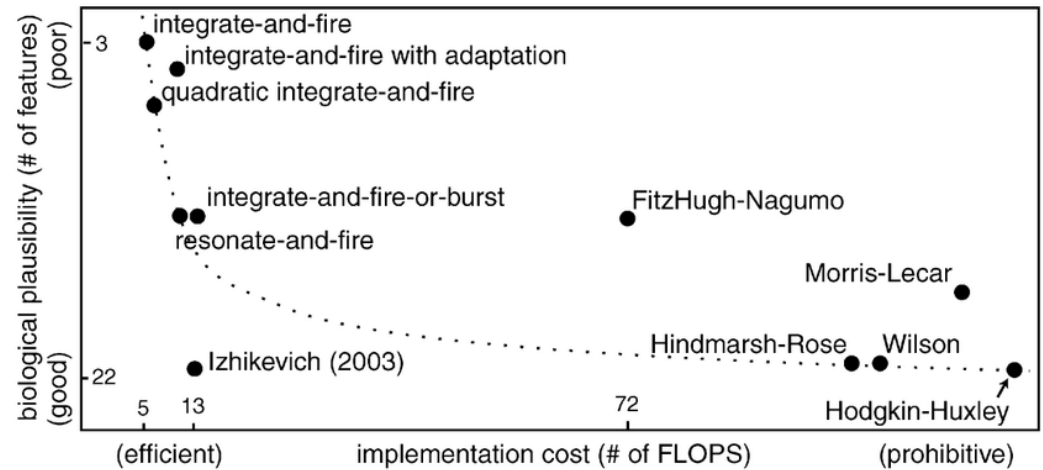 biological plausibility (# of features)
(poor)
(good)
3
22
integrate-and-fire
integrate-and-fire with adaptation
quadratic integrate-and-fire
integrate-and-fire-or-burst
resonate-and-fire
FitzHugh-Nagumo
Morris-Lecar
Hindmarsh-Rose
Wilson
Izhikevich (2003)
Hodgkin-Huxley
5
13
72
(efficient)
implementation cost (# of FLOPS)
(prohibitive)